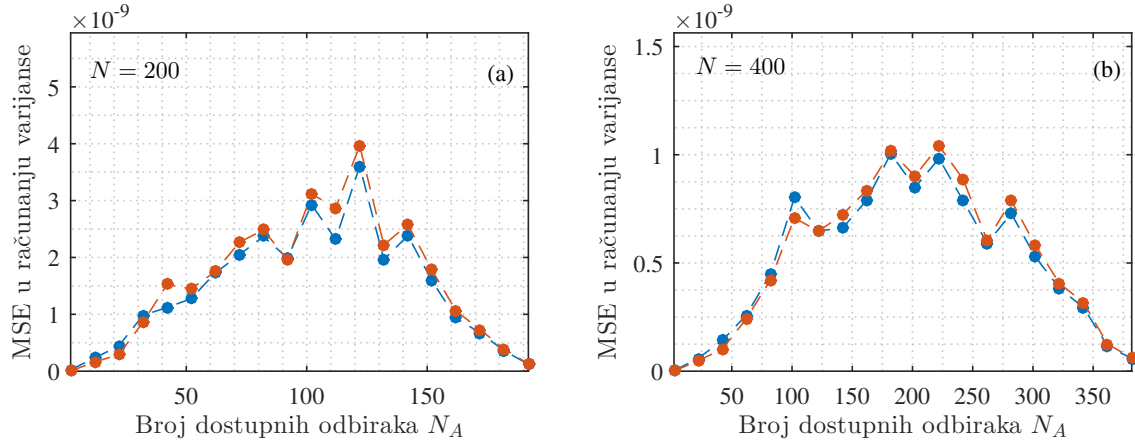 ×10⁻⁹
MSE u računanju varijanse
N = 200
(a)
5
4
3
2
1
0
50
100
150
Broj dostupnih odbiraka N_A
×10⁻⁹
MSE u računanju varijanse
N = 400
(b)
1.5
1
0.5
0
50
100
150
200
250
300
350
Broj dostupnih odbiraka N_A